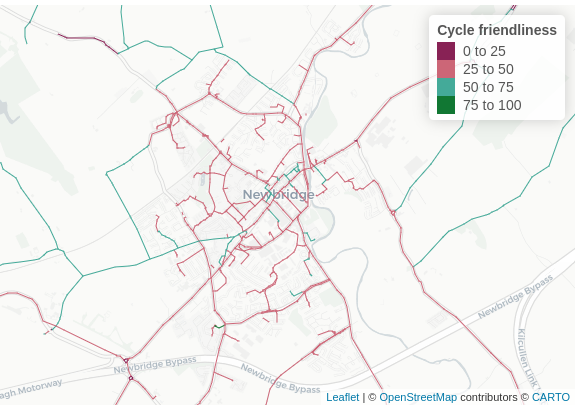 Cycle friendliness
0 to 25
25 to 50
50 to 75
75 to 100
Newbridge
Newbridge Bypass
Kilcullen Link
Newbridge Bypass
Newbridge Bypass
agh Motorway
Leaflet | © OpenStreetMap contributors © CARTO